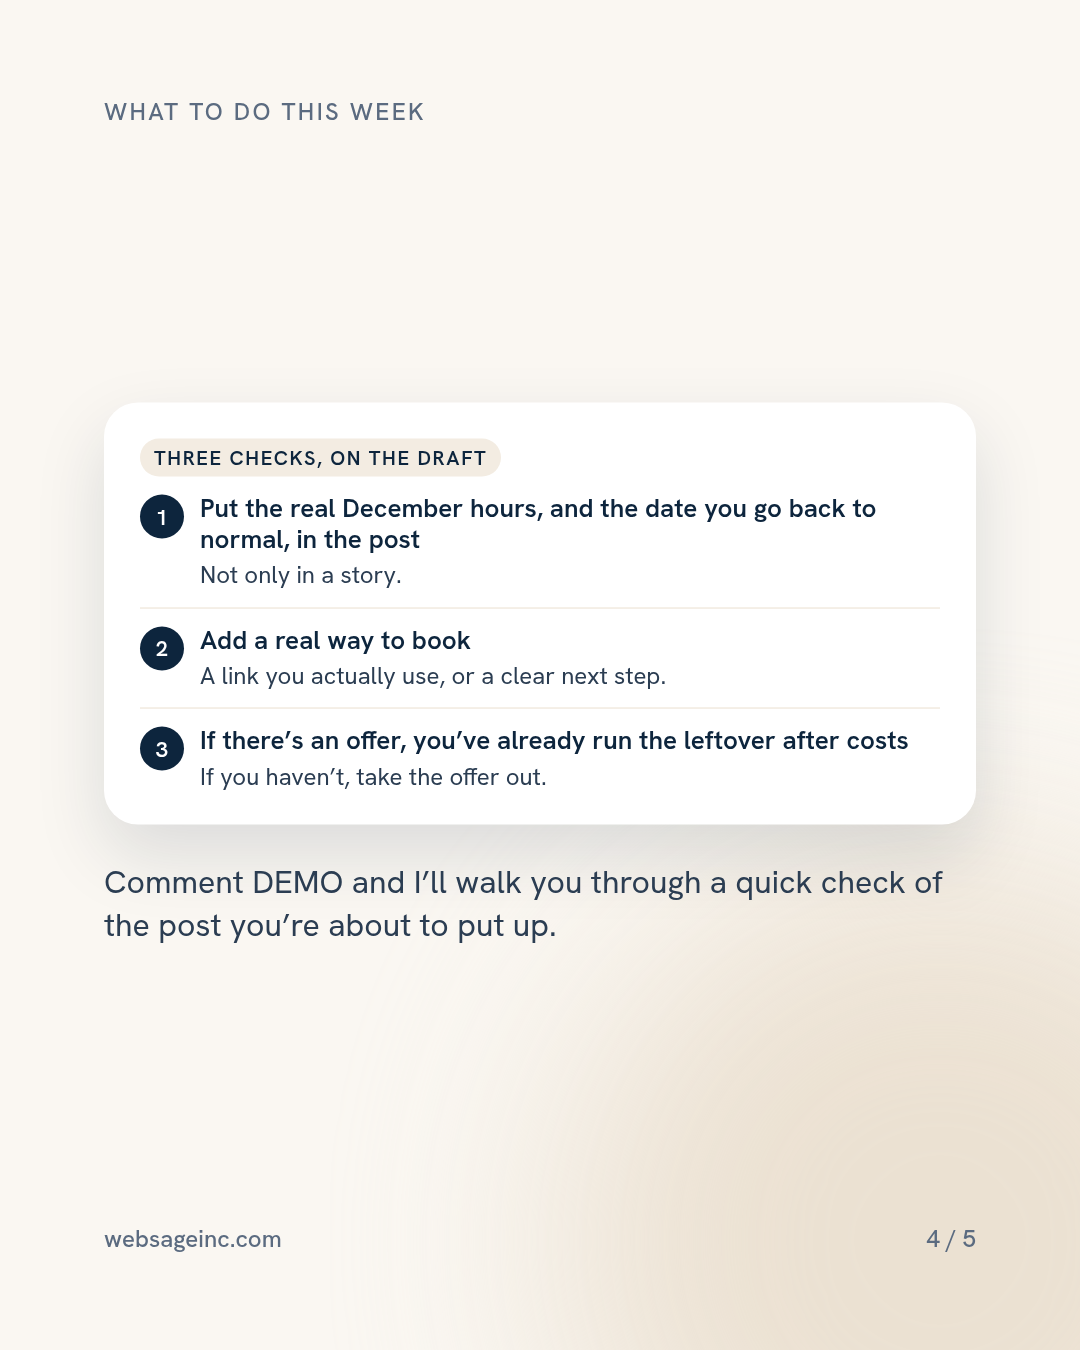 WHAT TO DO THIS WEEK
THREE CHECKS, ON THE DRAFT
1
Put the real December hours, and the date you go back to
normal, in the post
Not only in a story.
2
Add a real way to book
A link you actually use, or a clear next step.
3
If there’s an offer, you’ve already run the leftover after costs
If you haven’t, take the offer out.
Comment DEMO and I’ll walk you through a quick check of
the post you’re about to put up.
websageinc.com
4 / 5